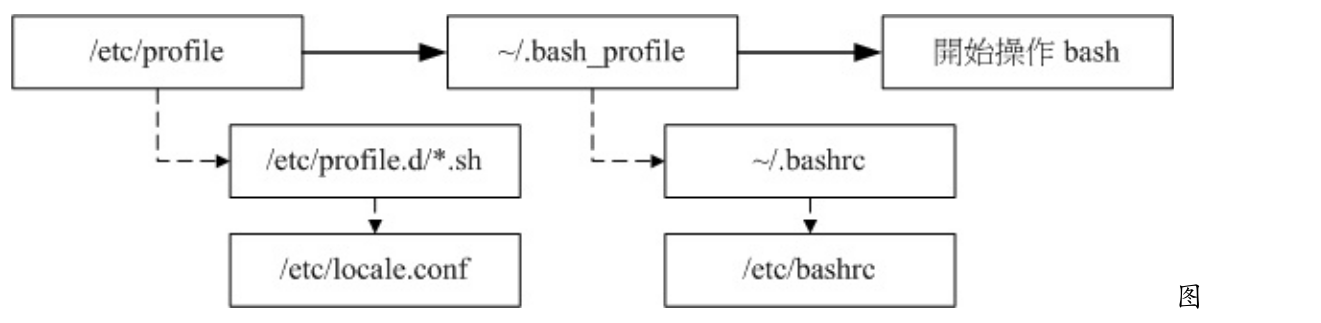 /etc/profile
~/.bash_profile
開始操作 bash
/etc/profile.d/*.sh
~/.bashrc
/etc/locale.conf
/etc/bashrc
图